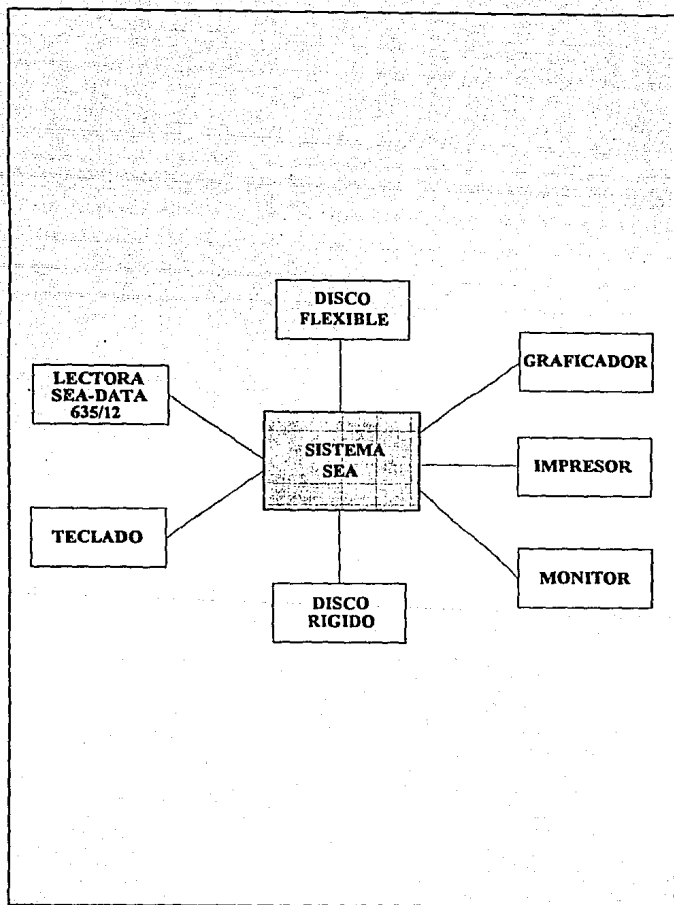 DISCO
FLEXIBLE
GRAFICADOR
LECTORA
SEA-DATA
635/12
SISTEMA
SEA
IMPRESOR
TECLADO
MONITOR
DISCO
RIGIDO